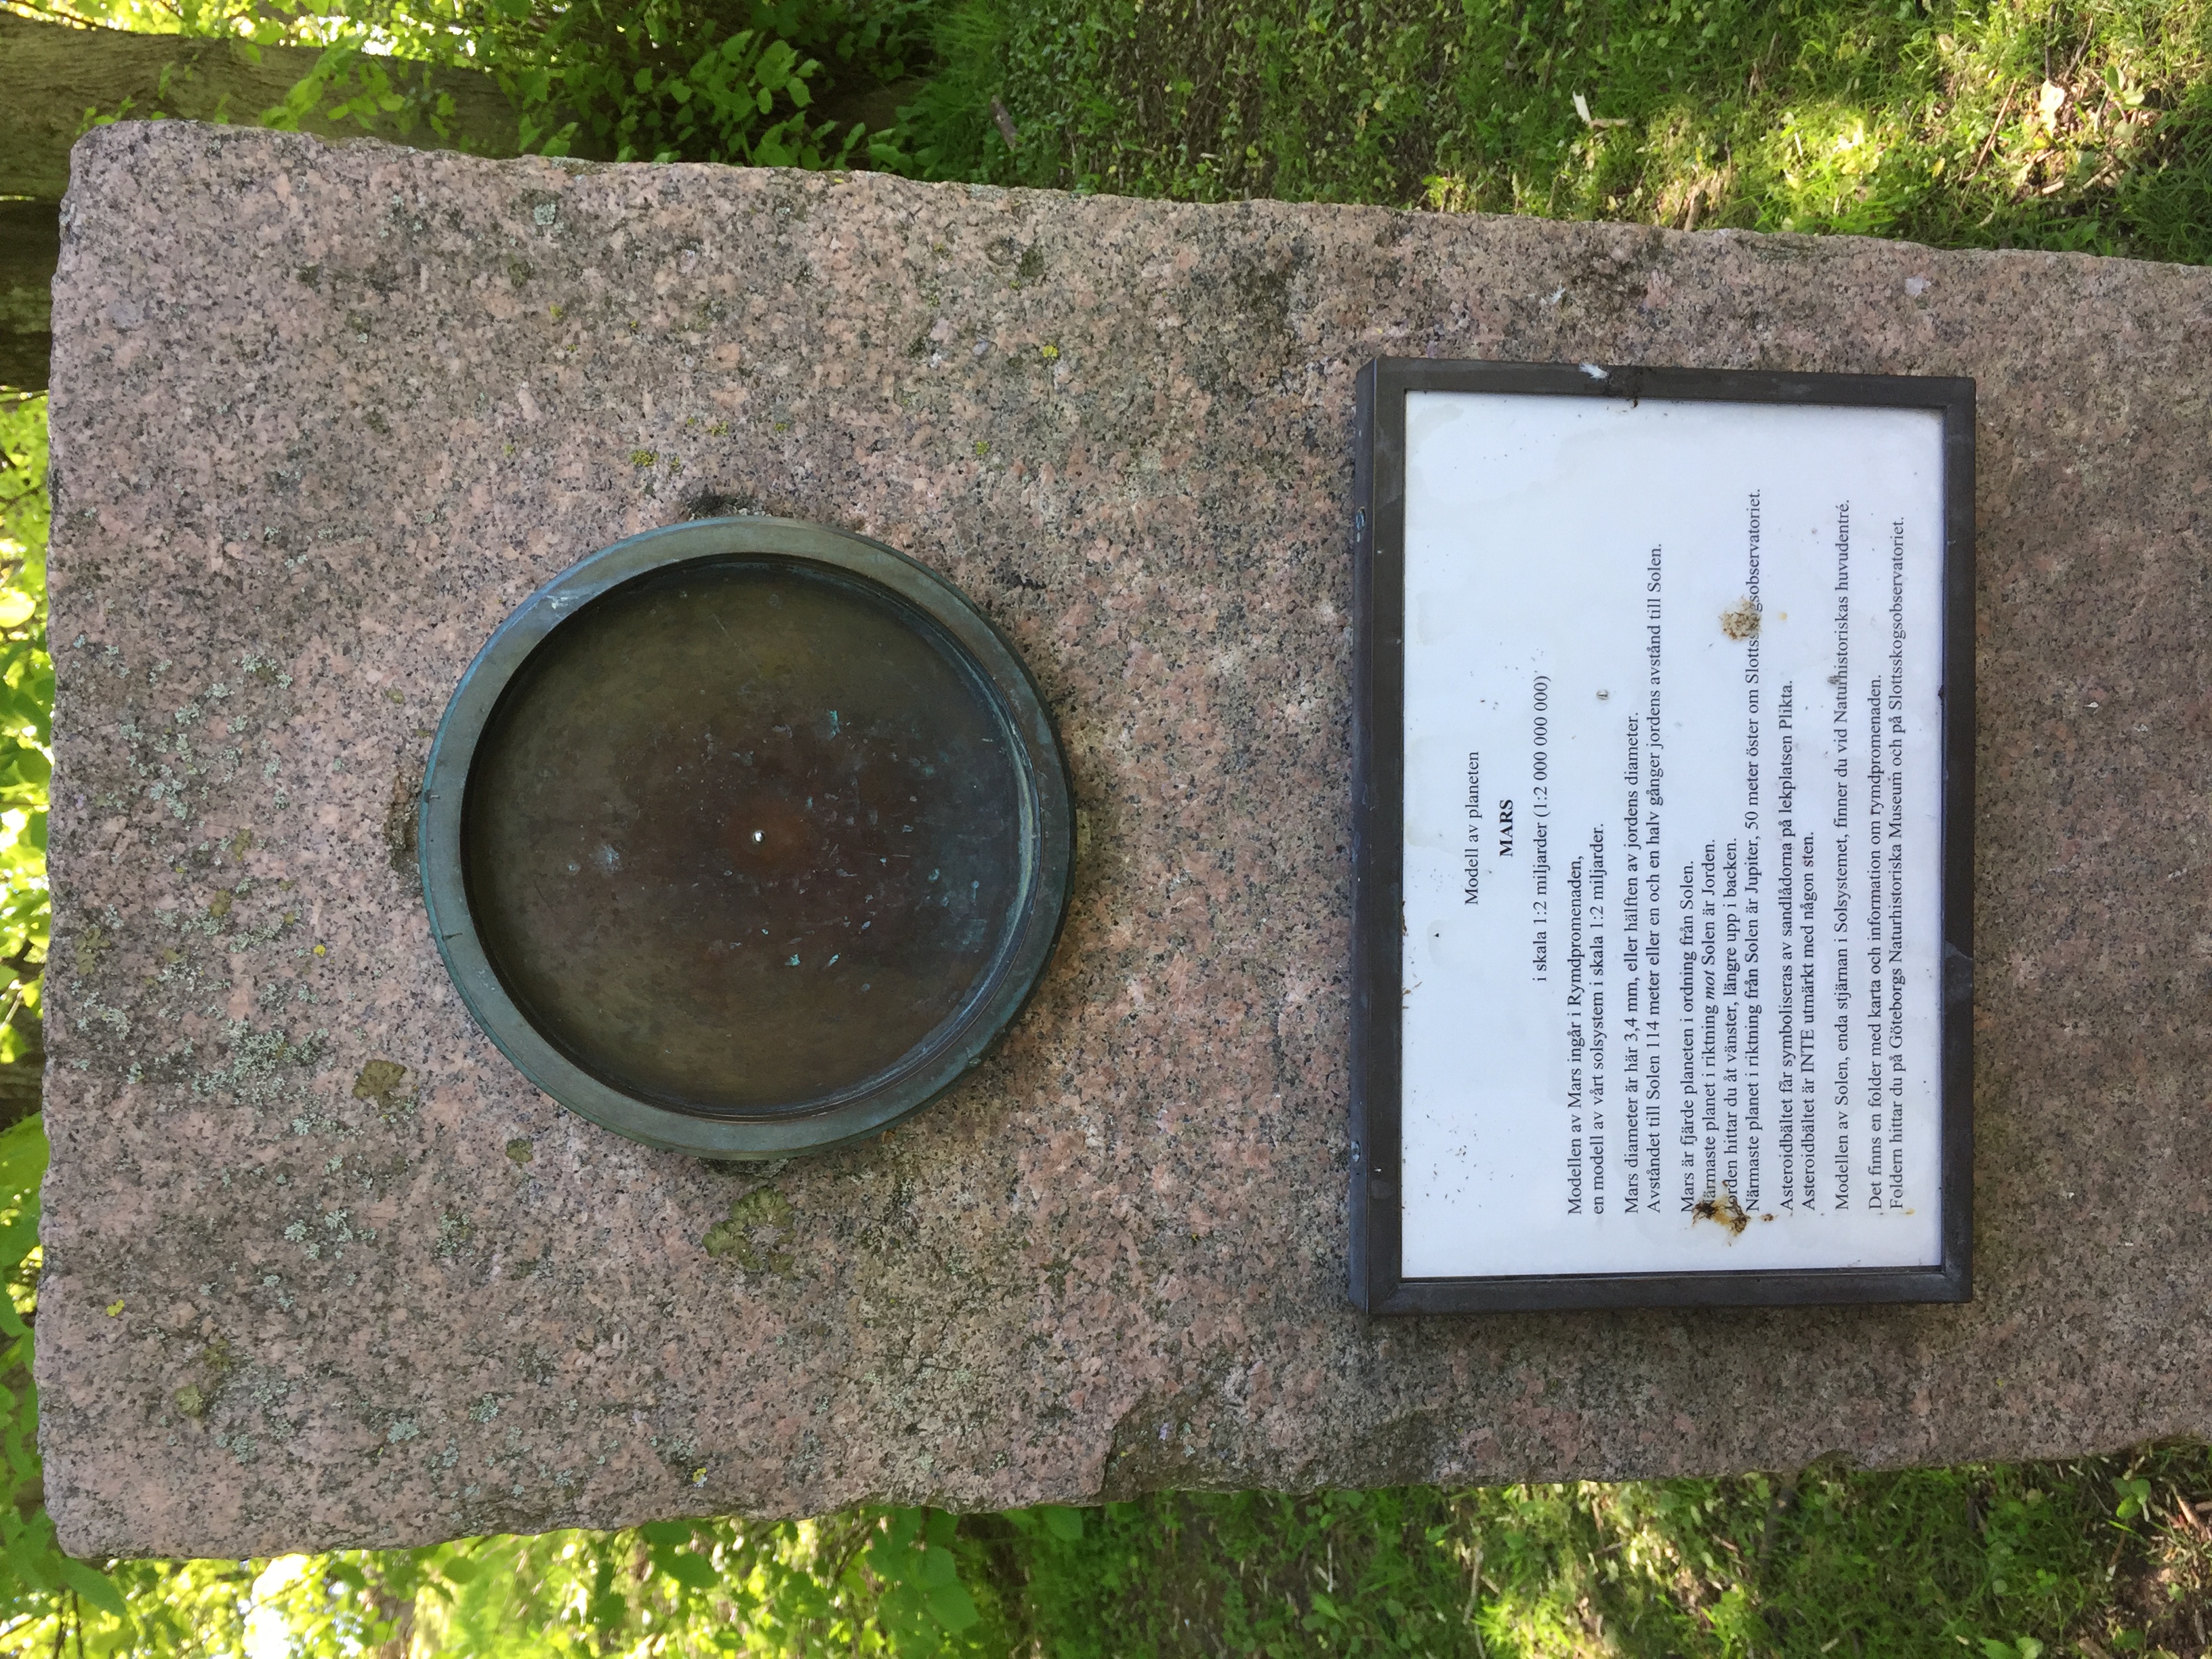 Modell av planeten
MARS
i skala 1:2 miljarder (1:2 000 000 000)
Modellen av Mars ingår i Rymdpromenaden,
en modell av vårt solsystem i skala 1:2 miljarder.
Mars diameter är här 3,4 mm, eller hälften av jordens diameter.
Avståndet till Solen 114 meter eller en och en halv gånger jordens avstånd till Solen.
Mars är fjärde planeten i ordning från Solen.
Närmaste planet i riktning mot Solen är Jorden.
Jorden hittar du åt vänster, längre upp i backen.
Närmaste planet i riktning från Solen är Jupiter, 50 meter öster om Slottsskogsobservatoriet.
Asteroidbältet får symboliseras av sandlådorna på lekplatsen Plikta.
Asteroidbältet är INTE utmärkt med någon sten.
Modellen av Solen, enda stjärnan i Solsystemet, finner du vid Naturhistoriskas huvudentré.
Det finns en folder med karta och information om rymdpromenaden.
Foldern hittar du på Göteborgs Naturhistoriska Museum och på Slottsskogsobservatoriet.